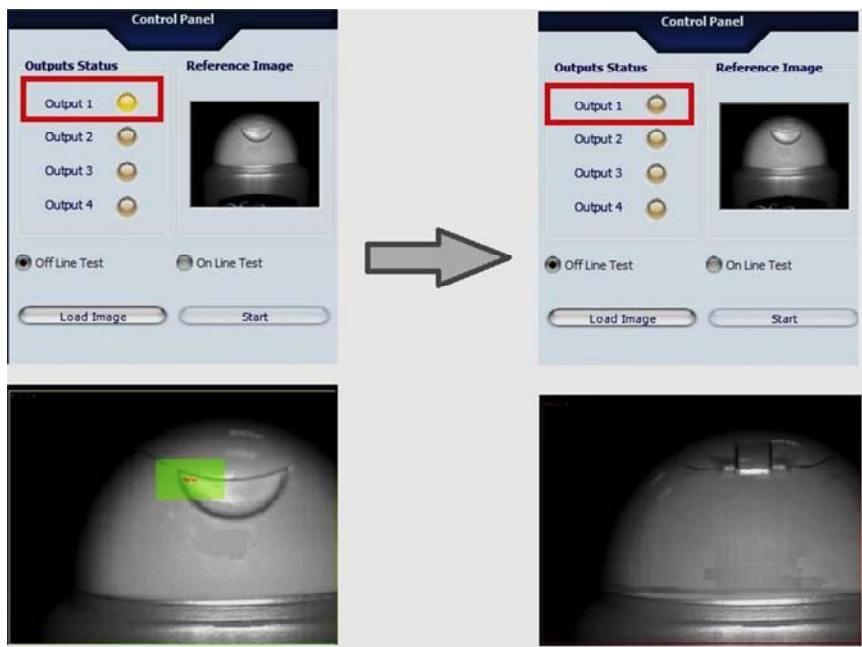 Control Panel
Outputs Status
Reference Image
Output 1
Output 2
Output 3
Output 4
Off Line Test
On Line Test
Load Image
Start
Control Panel
Outputs Status
Reference Image
Output 1
Output 2
Output 3
Output 4
Off Line Test
On Line Test
Load Image
Start